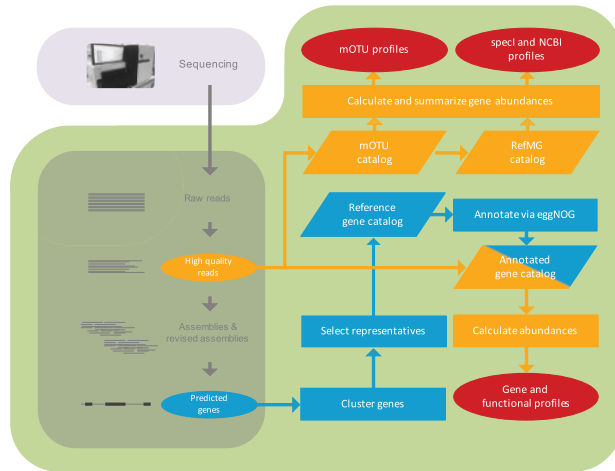 Sequencing
Raw reads
High quality
reads
Assemblies &
revised assemblies
Predicted
genes
mOTU profiles
specI and NCBI
profiles
Calculate and summarize gene abundances
mOTU
catalog
RefMG
catalog
Reference
gene catalog
Annotate via eggNOG
Annotated
gene catalog
Select representatives
Calculate abundances
Cluster genes
Gene and
functional profiles